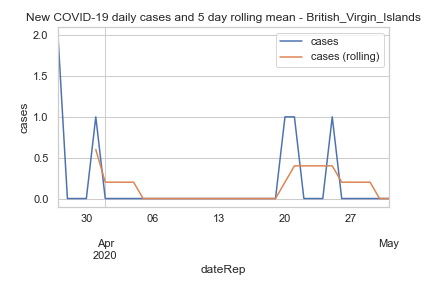 New COVID-19 daily cases and 5 day rolling mean - British_Virgin_Islands
cases
cases (rolling)
2.0
1.5
1.0
0.5
0.0
cases
30
06
13
20
27
Apr
2020
May
dateRep